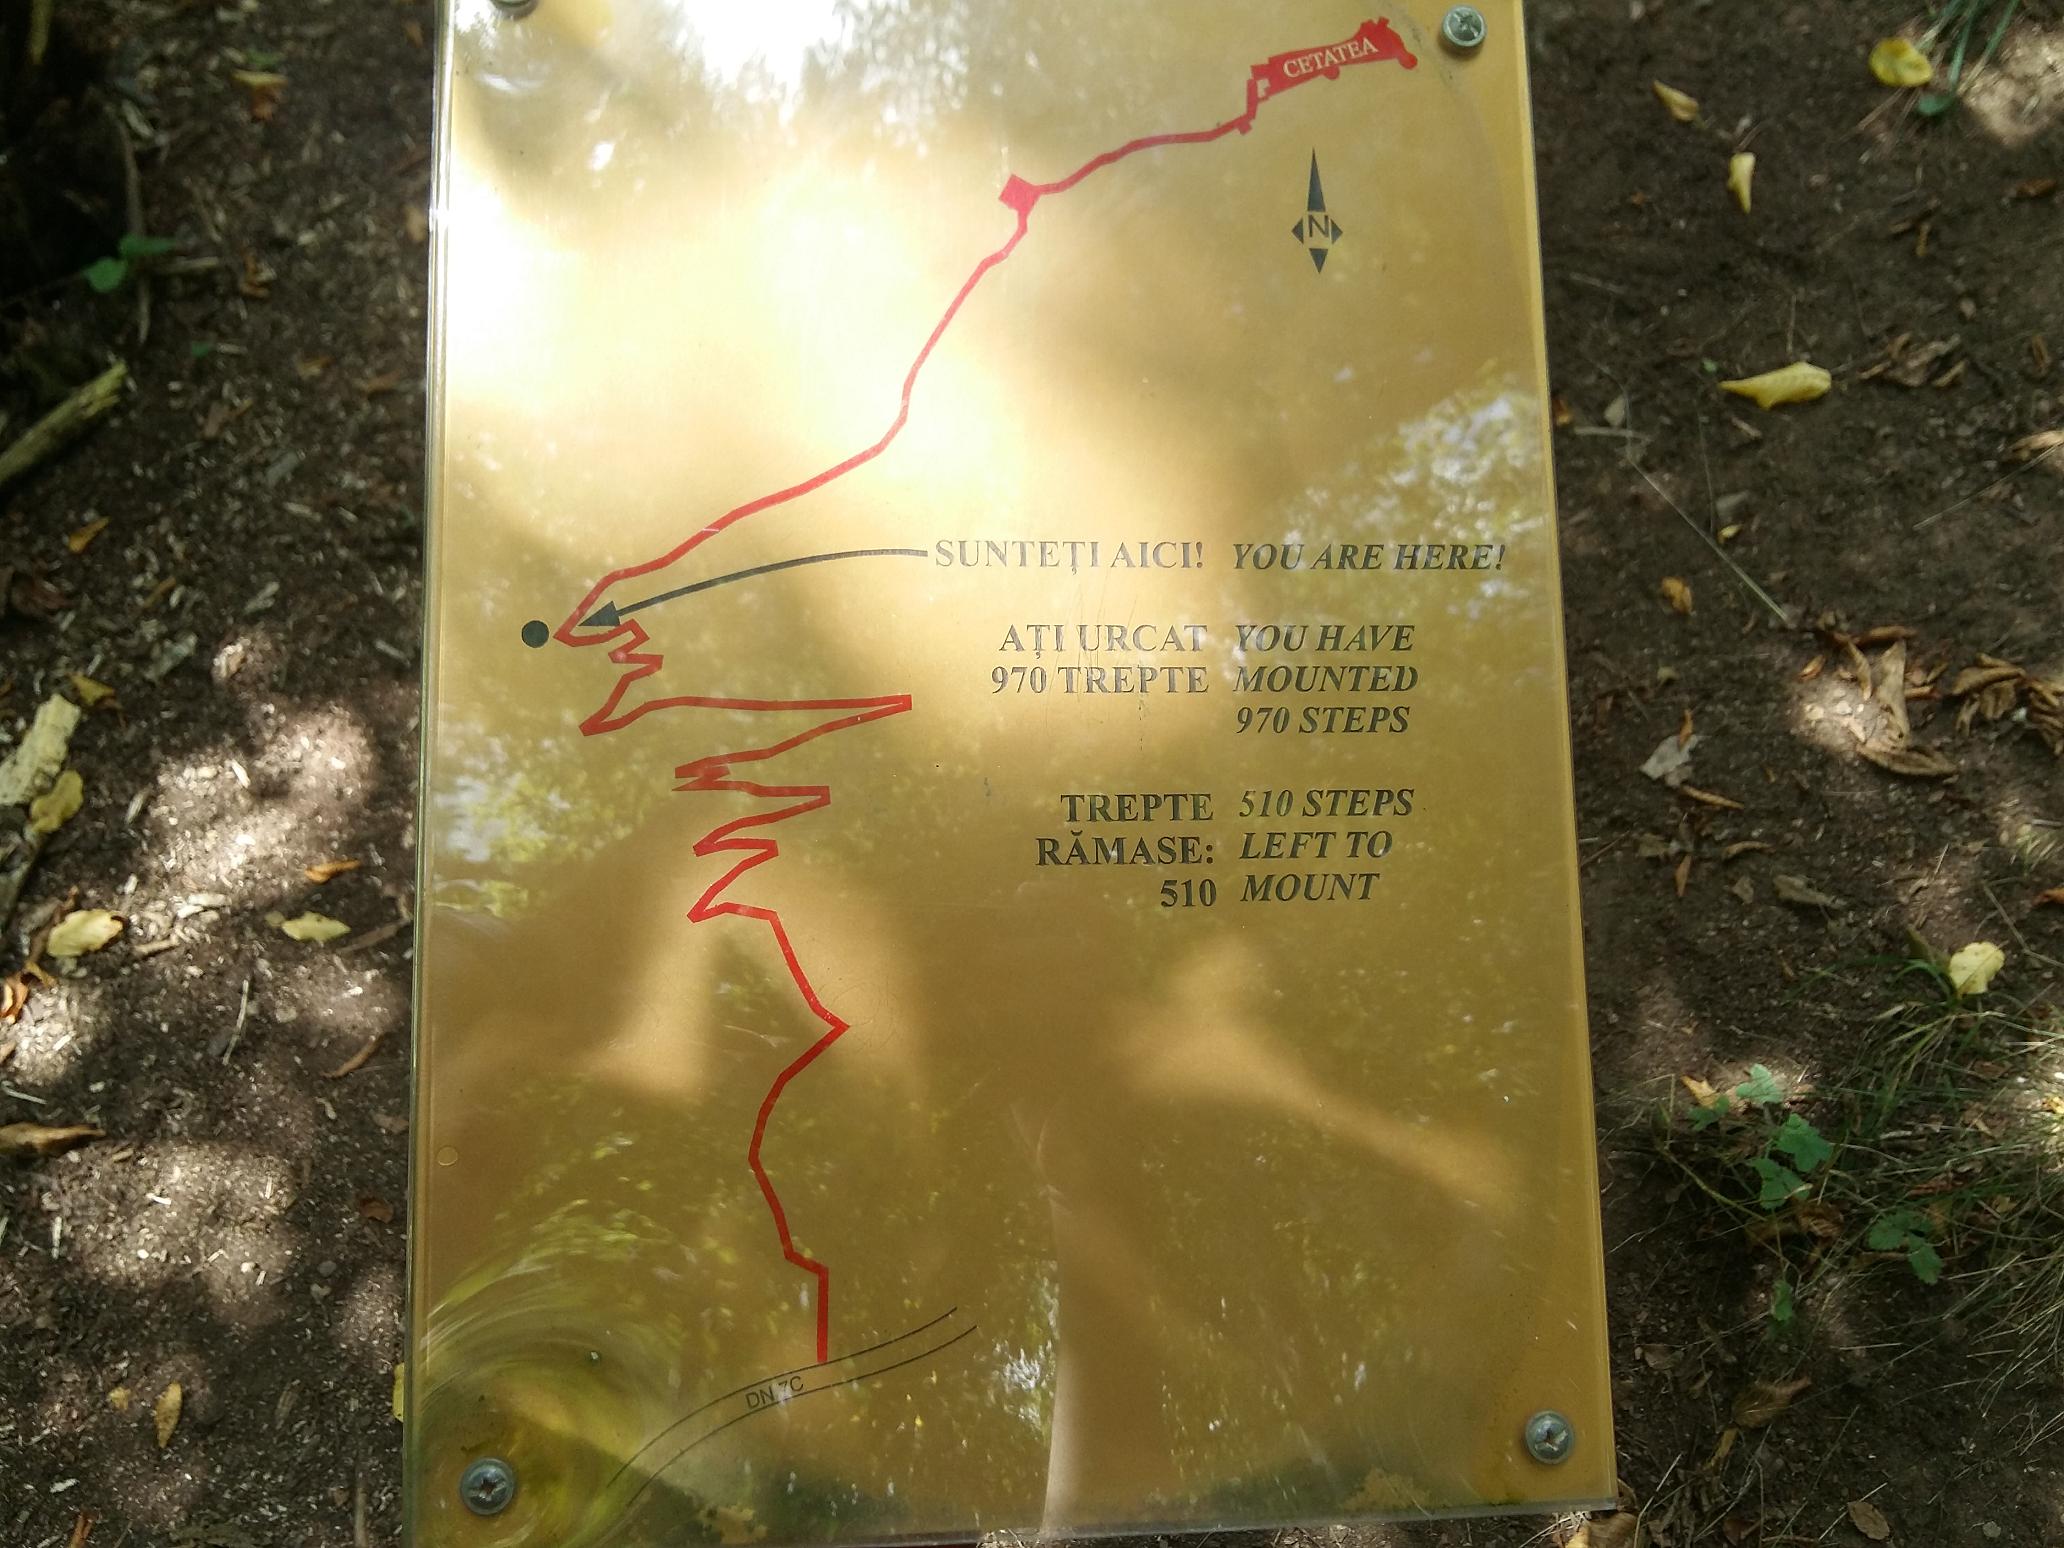 CETATEA
N
SUNTEȚI AICI! YOU ARE HERE!
AȚI URCAT YOU HAVE
970 TREPTE MOUNTED
970 STEPS
TREPTE 510 STEPS
RĂMASE: LEFT TO
510 MOUNT
DN 7C